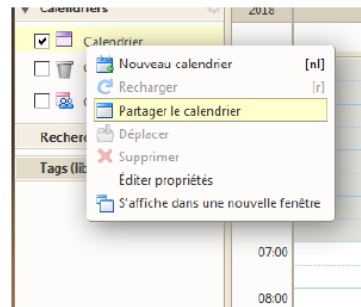 Calendriers
2018
Calendrier
Nouveau calendrier [nl]
Recharger [r]
Partager le calendrier
Déplacer
Supprimer
Recher
Éditer propriétés
Tags (lib
S'affiche dans une nouvelle fenêtre
07:00
08:00